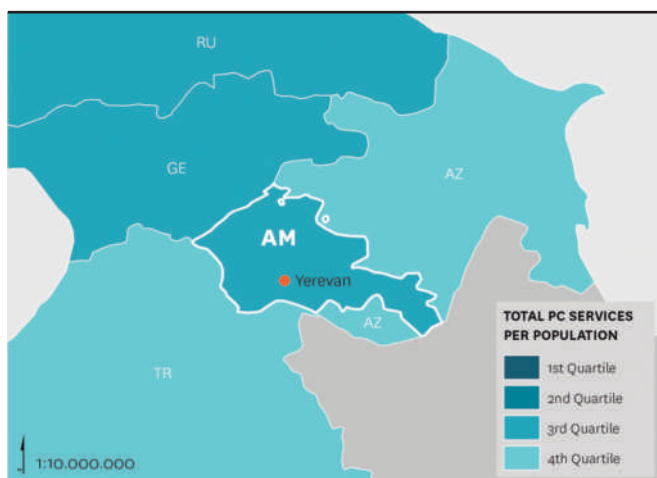 RU
GE
AZ
AM
Yerevan
AZ
TR
TOTAL PC SERVICES
PER POPULATION
1st Quartile
2nd Quartile
3rd Quartile
4th Quartile
1:10.000.000